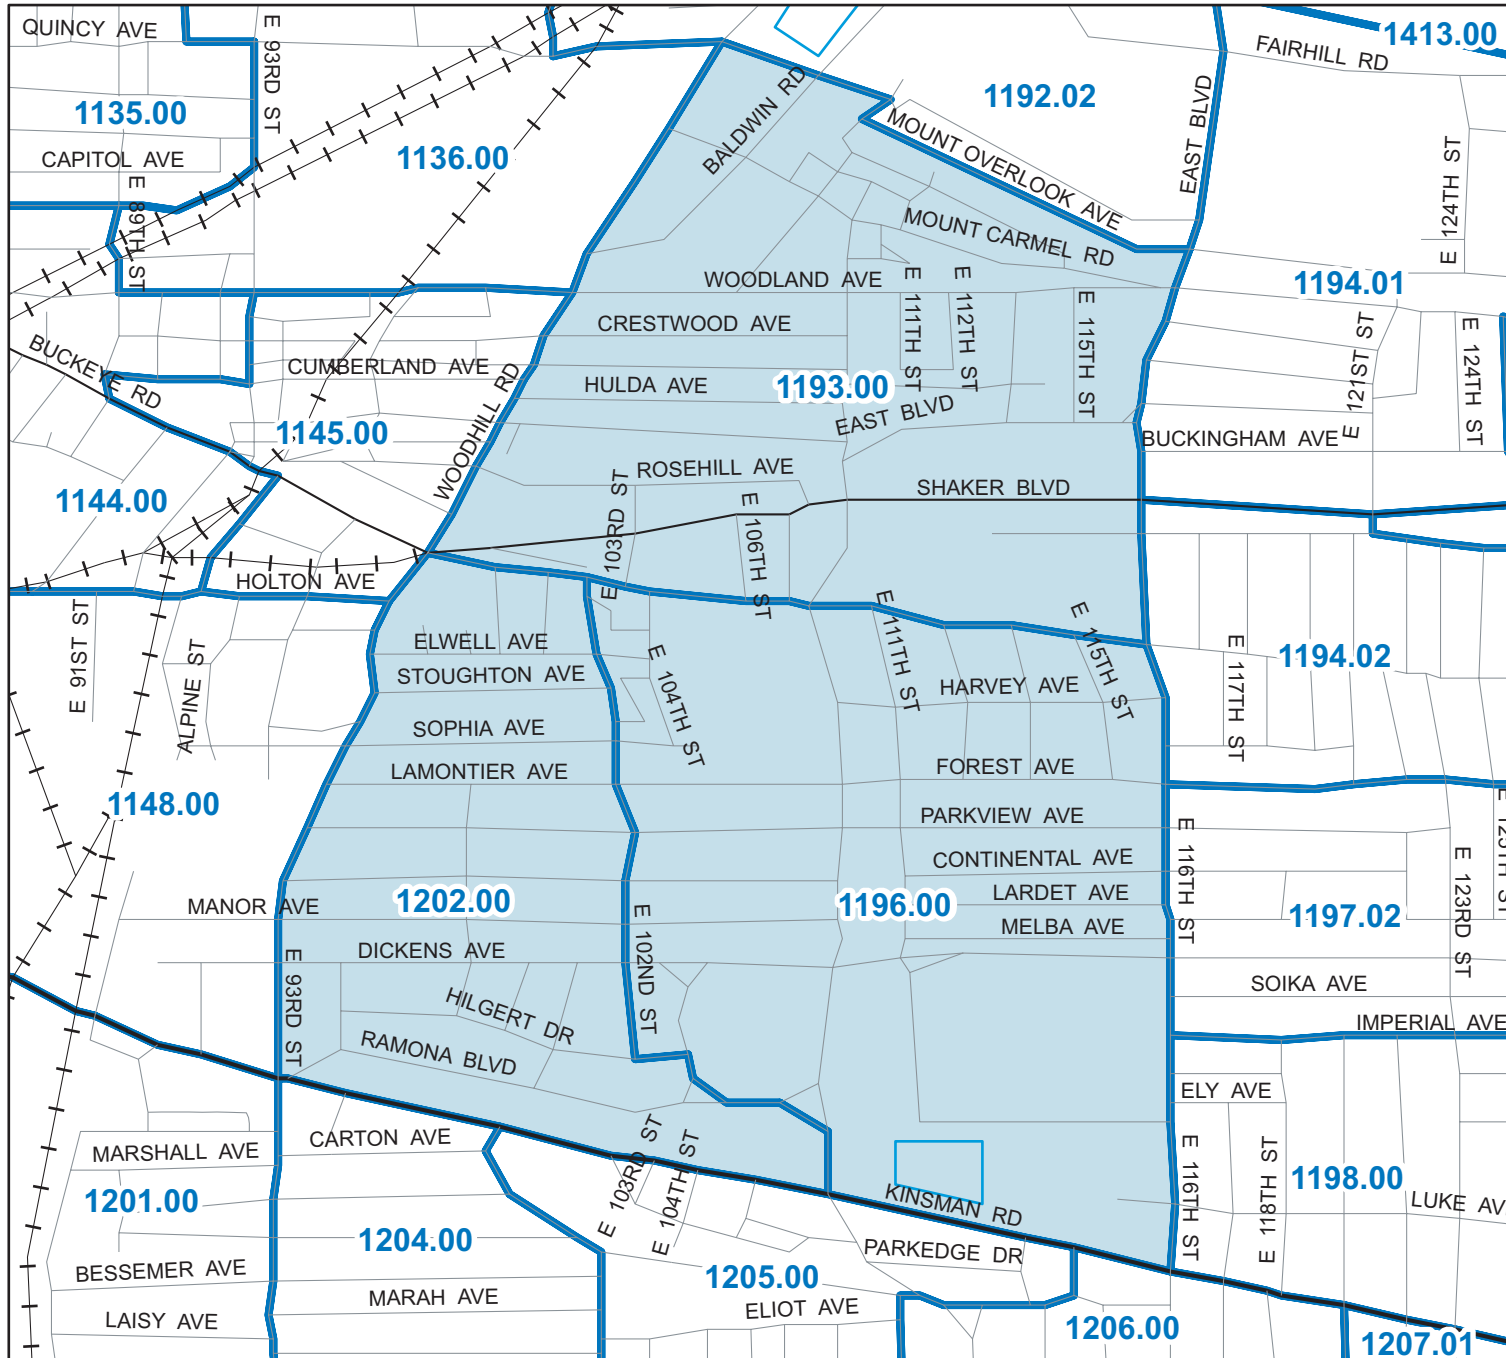 QUINCY AVE
E 93RD ST
1413.00
FAIRHILL RD
BALDWIN RD
1192.02
EAST BLVD
1135.00
1136.00
MOUNT OVERLOOK AVE
CAPITOL AVE
E 89TH ST
E 124TH ST
MOUNT CARMEL RD
WOODLAND AVE
1194.01
E 111TH ST
E 112TH ST
E 115TH ST
CRESTWOOD AVE
E 121ST ST
E 124TH ST
BUCKEYE RD
CUMBERLAND AVE
WOODHILL RD
HULDA AVE
1193.00
EAST BLVD
1145.00
BUCKINGHAM AVE
ROSEHILL AVE
SHAKER BLVD
1144.00
E 103RD ST
E 106TH ST
HOLTON AVE
E 91ST ST
ALPINE ST
ELWELL AVE
E 104TH ST
E 111TH ST
E 115TH ST
E 117TH ST
1194.02
STOUGHTON AVE
HARVEY AVE
SOPHIA AVE
LAMONTIER AVE
FOREST AVE
1148.00
PARKVIEW AVE
E 116TH ST
E 123RD ST
E 125TH ST
CONTINENTAL AVE
LARDET AVE
MANOR AVE
1202.00
1196.00
1197.02
MELBA AVE
E 102ND ST
DICKENS AVE
E 93RD ST
SOIKA AVE
HILGERT DR
IMPERIAL AVE
RAMONA BLVD
ELY AVE
CARTON AVE
MARSHALL AVE
E 103RD ST
E 104TH ST
E 116TH ST
E 118TH ST
1198.00
1201.00
KINSMAN RD
LUKE AV
1204.00
PARKEDGE DR
BESSEMER AVE
1205.00
MARAH AVE
ELIOT AVE
LAISY AVE
1206.00
1207.01